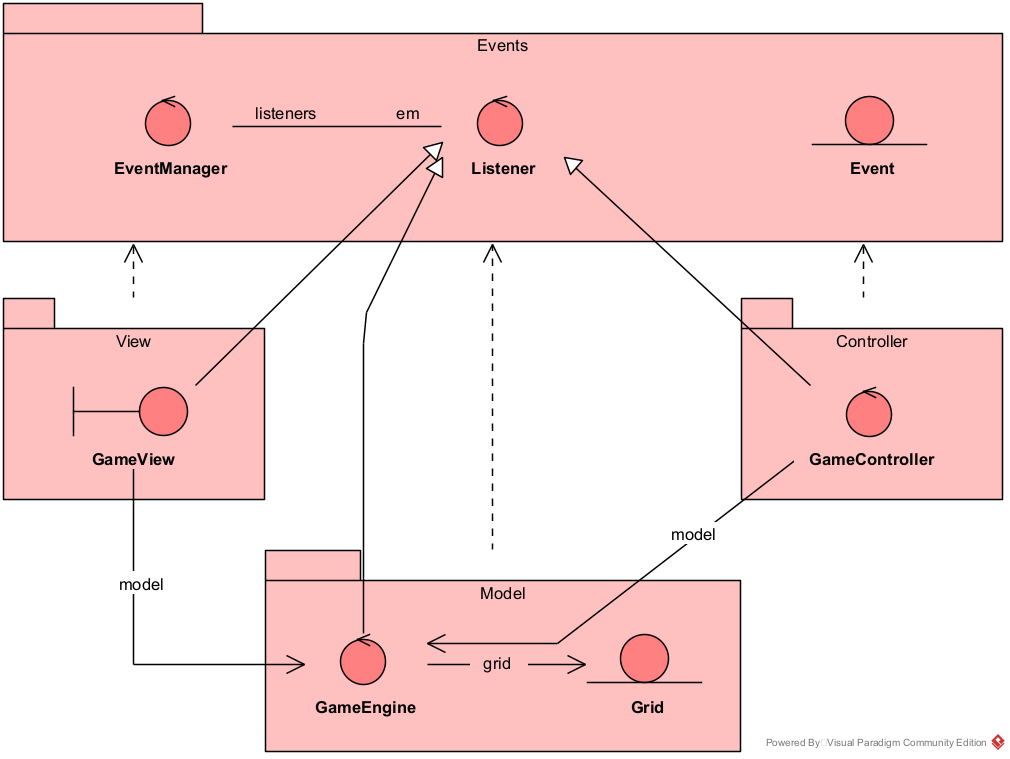 Events
listeners
em
EventManager
Listener
Event
View
Controller
GameView
GameController
model
model
Model
grid
GameEngine
Grid
Powered By Visual Paradigm Community Edition